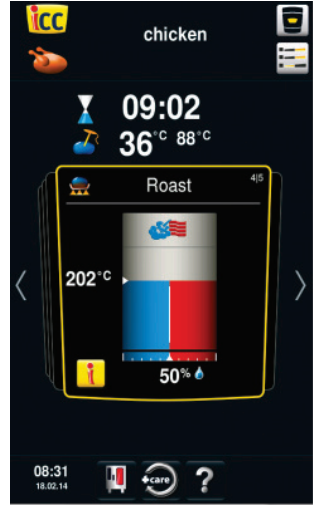 iCC
chicken
09:02
36°C 88°C
Roast 4|5
202°C
i
50%
08:31
18.02.14
+care ?